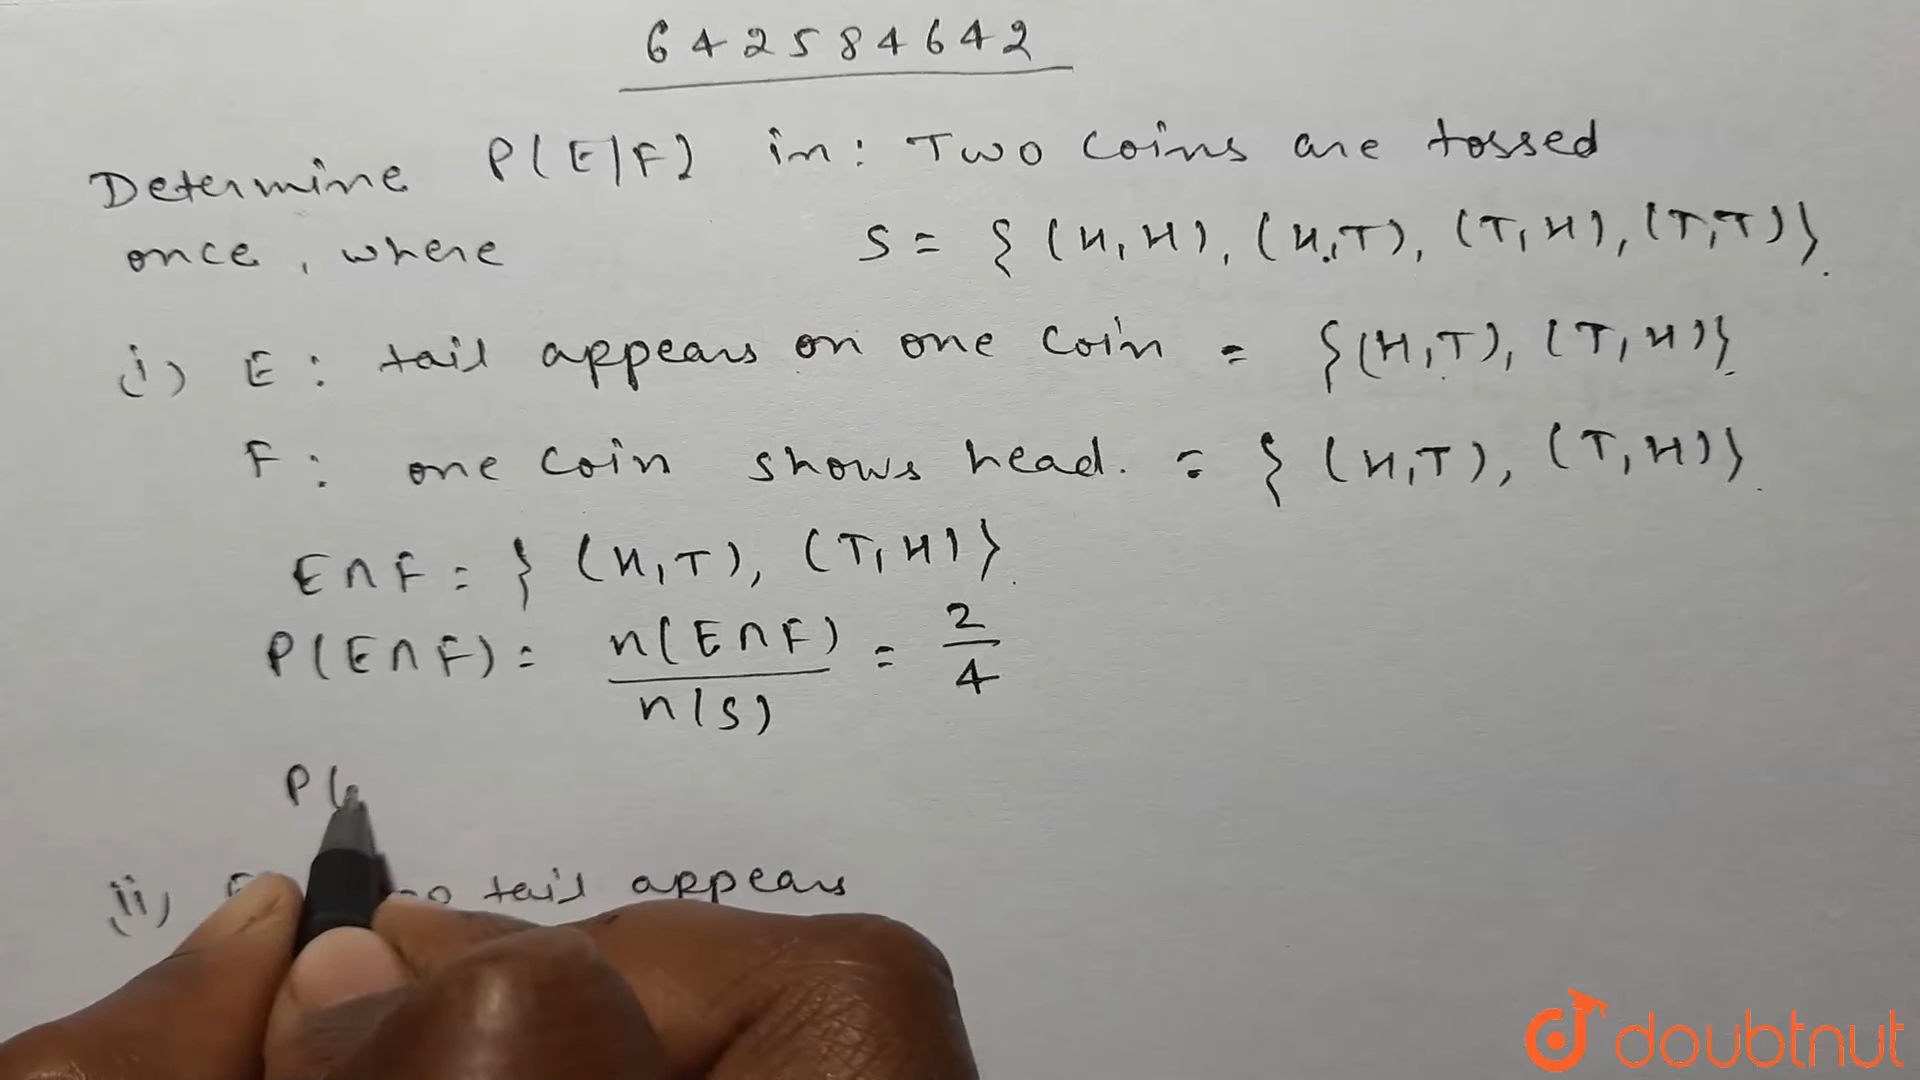 642584642
Determine P(E|F) in: Two coins are tossed
once, where S = {(H,H), (H,T), (T,H), (T,T)}.
i) E: tail appears on one coin = {(H,T), (T,H)}.
F: one coin shows head. = {(H,T), (T,H)}.
E∩F = {(H,T), (T,H)}.
P(E∩F) = n(E∩F)/n(S) = 2/4
P(
ii) tail appears
doubtnut